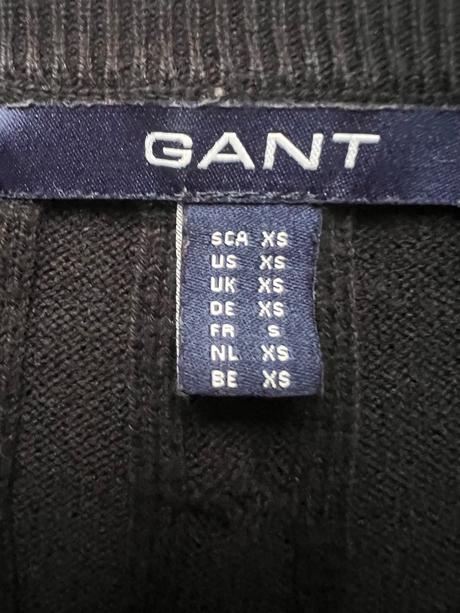 GANT
SCA XS
US XS
UK XS
DE XS
FR S
NL XS
BE XS